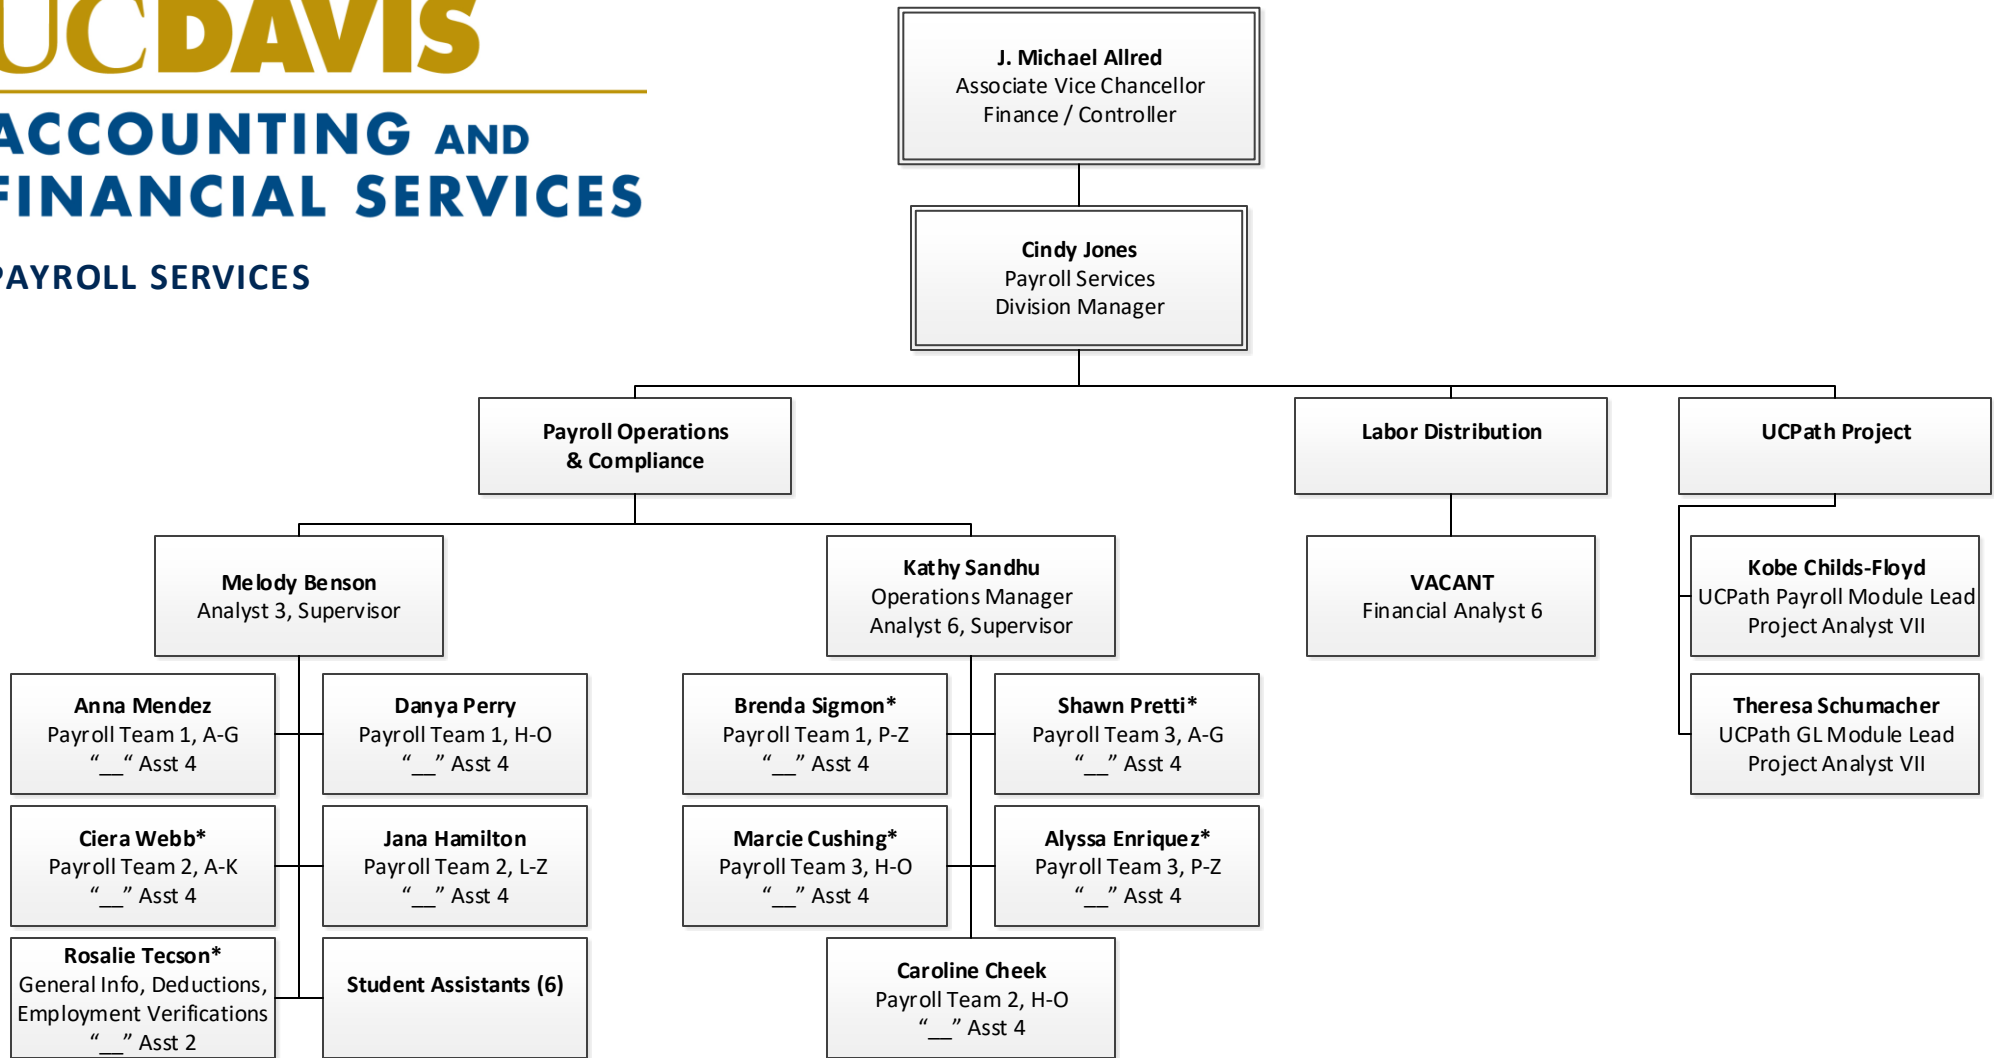 UCDAVIS
ACCOUNTING AND
FINANCIAL SERVICES
PAYROLL SERVICES
J. Michael Allred
Associate Vice Chancellor
Finance / Controller
Cindy Jones
Payroll Services
Division Manager
Payroll Operations
& Compliance
Labor Distribution
UCPath Project
Melody Benson
Analyst 3, Supervisor
Kathy Sandhu
Operations Manager
Analyst 6, Supervisor
VACANT
Financial Analyst 6
Kobe Childs-Floyd
UCPath Payroll Module Lead
Project Analyst VII
Anna Mendez
Payroll Team 1, A-G
“__“ Asst 4
Danya Perry
Payroll Team 1, H-O
“__” Asst 4
Brenda Sigmon*
Payroll Team 1, P-Z
“__” Asst 4
Shawn Pretti*
Payroll Team 3, A-G
“__” Asst 4
Theresa Schumacher
UCPath GL Module Lead
Project Analyst VII
Ciera Webb*
Payroll Team 2, A-K
“__” Asst 4
Jana Hamilton
Payroll Team 2, L-Z
“__” Asst 4
Marcie Cushing*
Payroll Team 3, H-O
“__” Asst 4
Alyssa Enriquez*
Payroll Team 3, P-Z
“__” Asst 4
Rosalie Tecson*
General Info, Deductions,
Employment Verifications
“__” Asst 2
Student Assistants (6)
Caroline Cheek
Payroll Team 2, H-O
“__” Asst 4